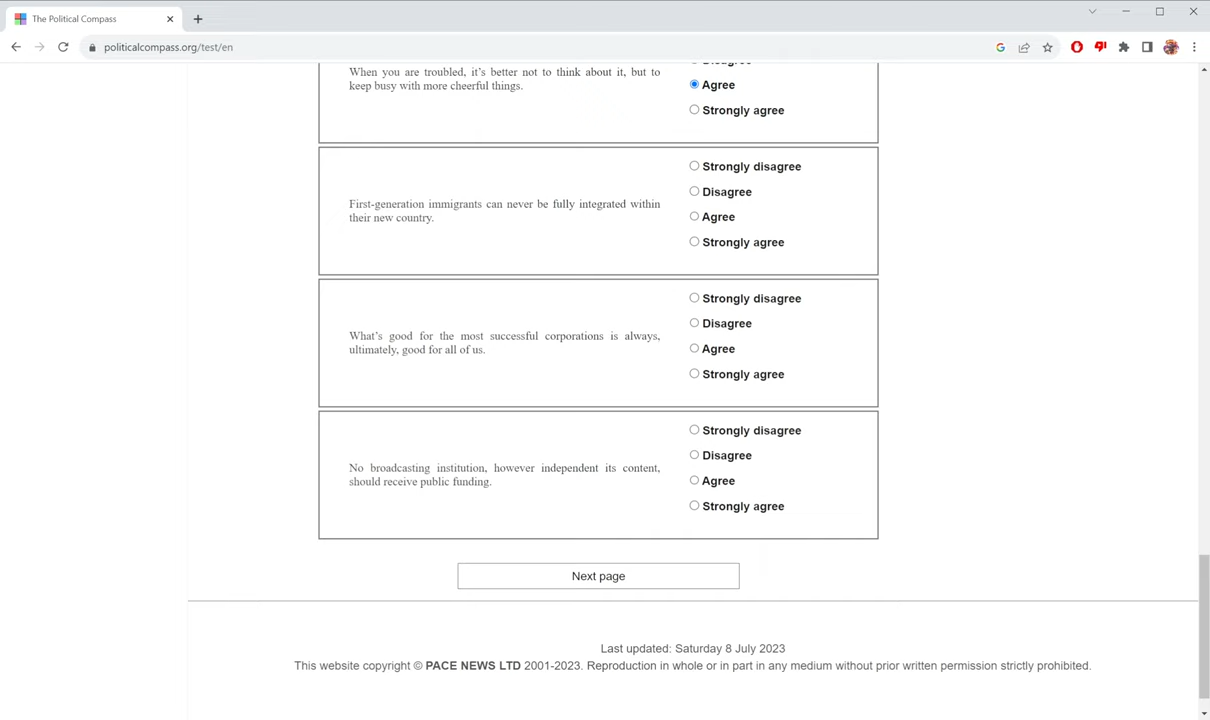 The Political Compass
politicalcompass.org/test/en
Disagree
When you are troubled, it's better not to think about it, but to
keep busy with more cheerful things.
Agree
Strongly agree
First-generation immigrants can never be fully integrated within
their new country.
Strongly disagree
Disagree
Agree
Strongly agree
What's good for the most successful corporations is always,
ultimately, good for all of us.
Strongly disagree
Disagree
Agree
Strongly agree
No broadcasting institution, however independent its content,
should receive public funding.
Strongly disagree
Disagree
Agree
Strongly agree
Next page
Last updated: Saturday 8 July 2023
This website copyright © PACE NEWS LTD 2001-2023. Reproduction in whole or in part in any medium without prior written permission strictly prohibited.